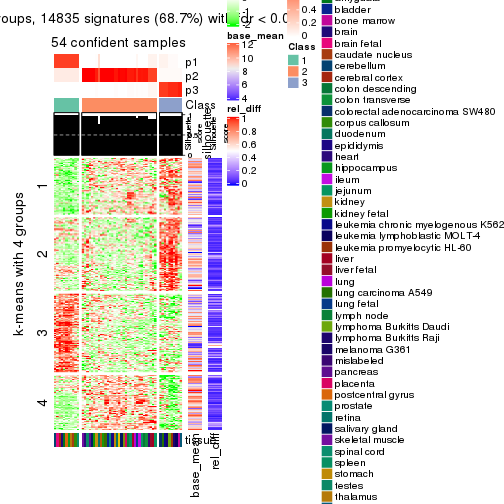 oups, 14835 signatures (68.7%) with fdr < 0.0
54 confident samples
p1
p2
p3
Class
silhouette
score
1
2
3
4
k-means with 4 groups
tissue
base_mean
rel_diff
-2
base_mean
12
10
8
6
4
rel_diff
1
0.8
0.6
0.4
0.2
0
0.4
0.2
0
Class
1
2
3
bladder
bone marrow
brain
brain fetal
caudate nucleus
cerebellum
cerebral cortex
colon descending
colon transverse
colorectal adenocarcinoma SW480
corpus callosum
duodenum
epididymis
heart
hippocampus
ileum
jejunum
kidney
kidney fetal
leukemia chronic myelogenous K562
leukemia lymphoblastic MOLT-4
leukemia promyelocytic HL-60
liver
liver fetal
lung
lung carcinoma A549
lung fetal
lymph node
lymphoma Burkitts Daudi
lymphoma Burkitts Raji
melanoma G361
mislabeled
pancreas
placenta
postcentral gyrus
prostate
retina
salivary gland
skeletal muscle
spinal cord
spleen
stomach
testes
thalamus